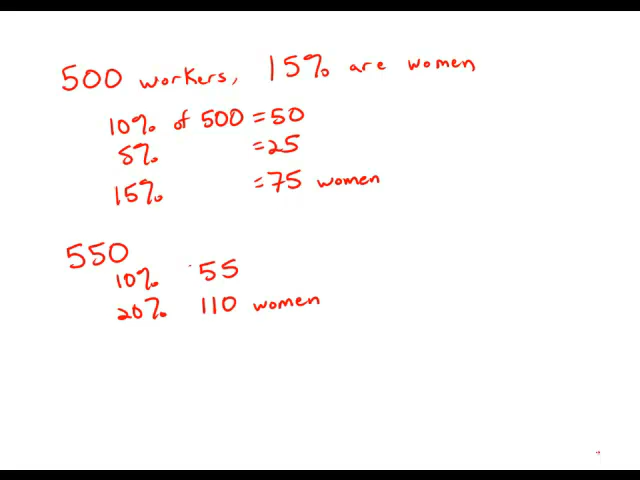 500 workers, 15% are women
10% of 500 = 50
5% = 25
15% = 75 women
550
10% 55
20% 110 women